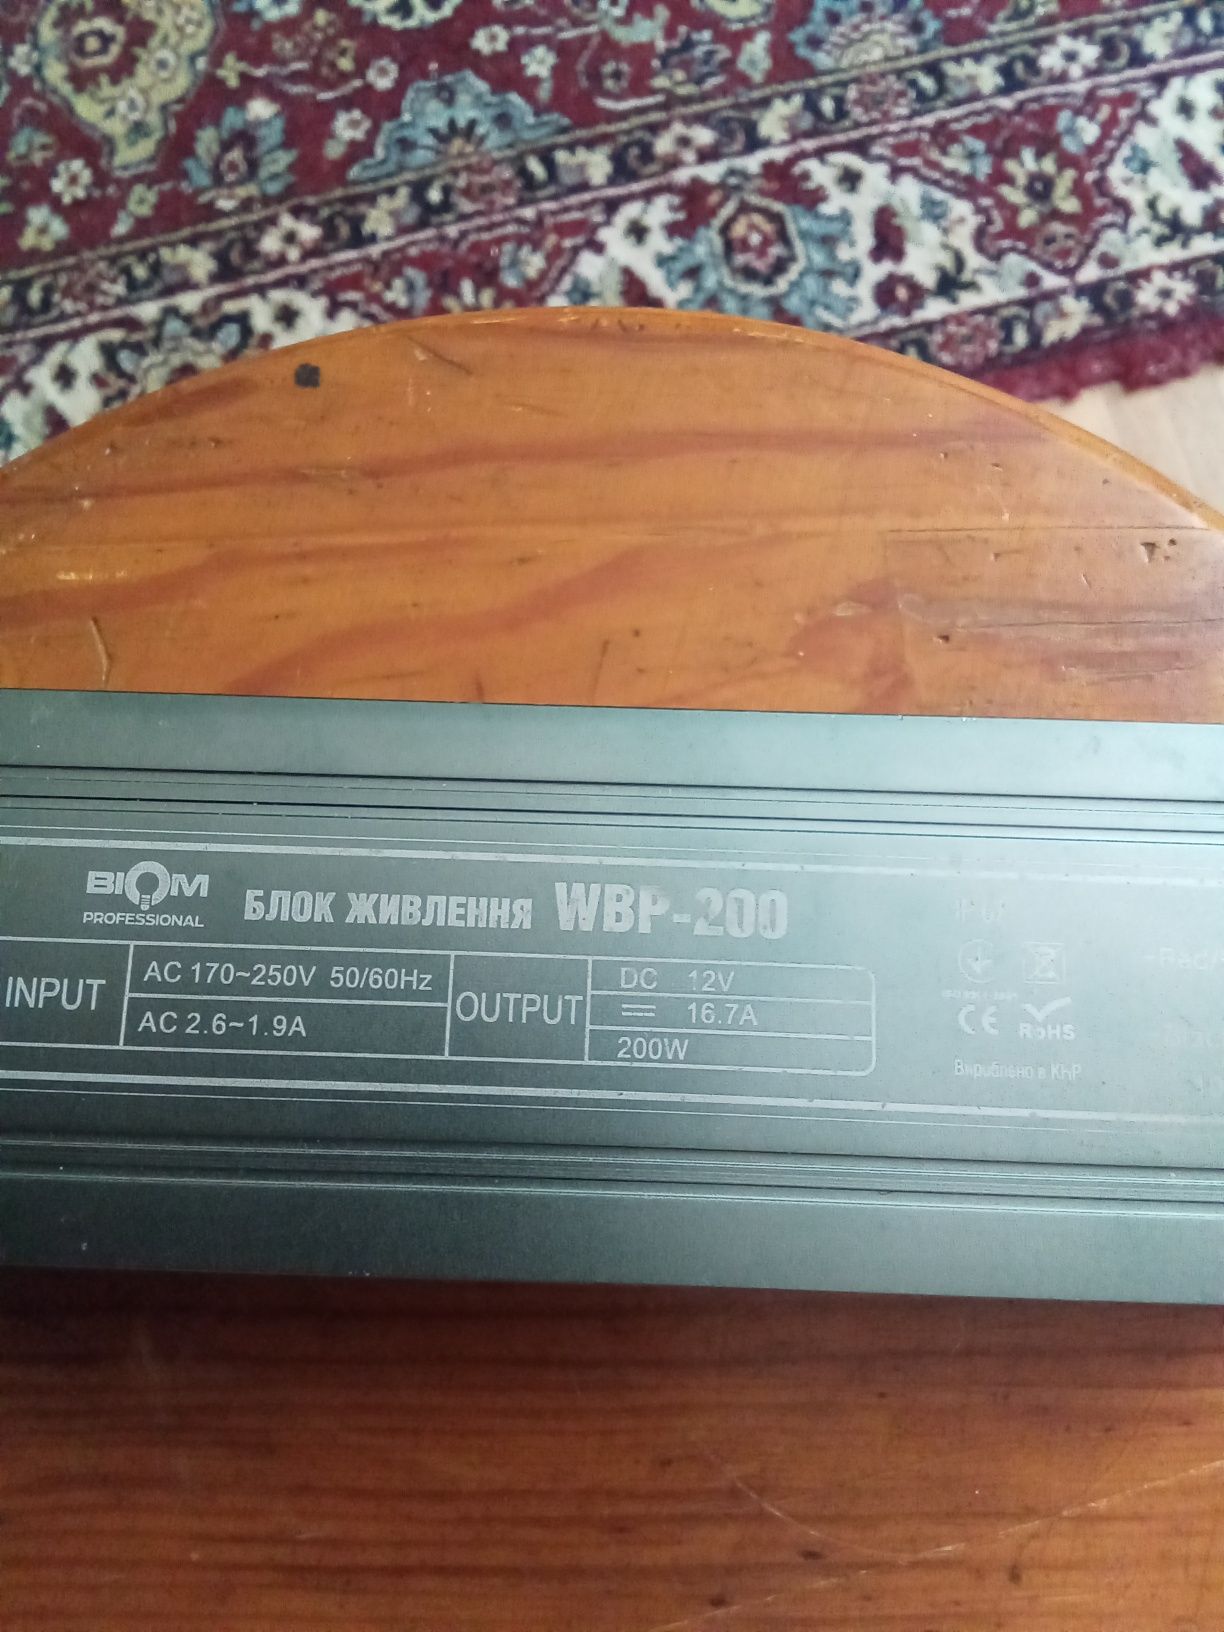 BIOM
PROFESSIONAL
БЛОК ЖИВЛЕННЯ WBP-200
INPUT
AC 170~250V 50/60Hz
AC 2.6~1.9A
OUTPUT
DC 12V
16.7A
200W
CE RoHS
Вироблено в КНР